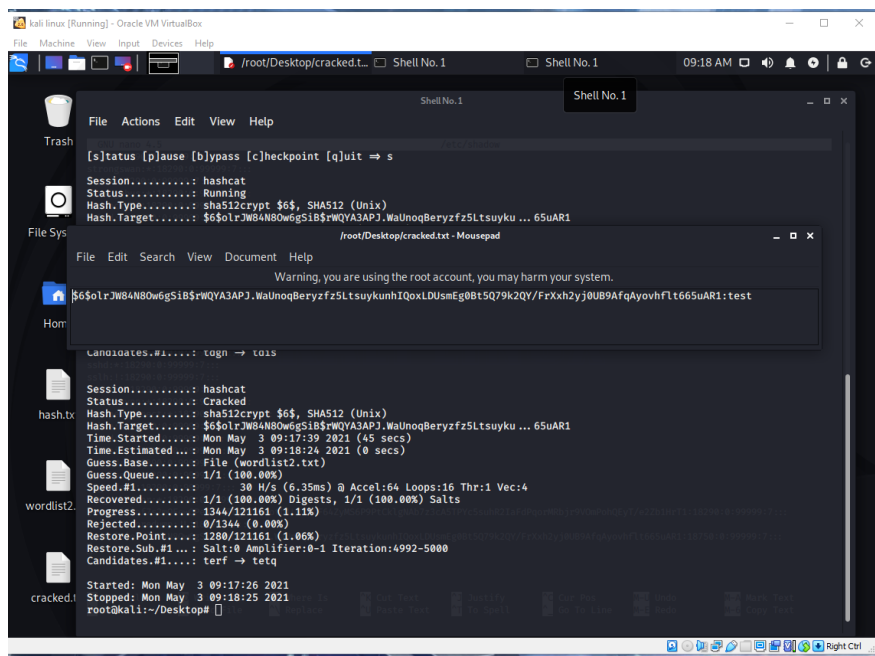 kali linux [Running] - Oracle VM VirtualBox
File Machine View Input Devices Help
/root/Desktop/cracked.t... Shell No. 1 Shell No. 1 09:18 AM
Shell No. 1
Shell No. 1
File Actions Edit View Help
Trash
[s]tatus [p]ause [b]ypass [c]heckpoint [q]uit ⇒ s
Session..........: hashcat
Status...........: Running
Hash.Type........: sha512crypt $6$, SHA512 (Unix)
Hash.Target......: $6$olrJW84N8Ow6gSiB$rWQYA3APJ.WaUnoqBeryzfz5Ltsuyku ... 65uAR1
File Sys
/root/Desktop/cracked.txt - Mousepad
File Edit Search View Document Help
Warning, you are using the root account, you may harm your system.
$6$olrJW84N8Ow6gSiB$rWQYA3APJ.WaUnoqBeryzfz5LtsuykunhIQoxLDUsmEg0Bt5Q79k2QY/FrXxh2yj0UB9AfqAyovhflt665uAR1:test
Hom
Candidates.#1....: tdgn → tdis
Session..........: hashcat
Status...........: Cracked
Hash.Type........: sha512crypt $6$, SHA512 (Unix)
Hash.Target......: $6$olrJW84N8Ow6gSiB$rWQYA3APJ.WaUnoqBeryzfz5Ltsuyku ... 65uAR1
hash.tx
Time.Started.....: Mon May  3 09:17:39 2021 (45 secs)
Time.Estimated ...: Mon May  3 09:18:24 2021 (0 secs)
Guess.Base.......: File (wordlist2.txt)
Guess.Queue......: 1/1 (100.00%)
Speed.#1.........:       30 H/s (6.35ms) @ Accel:64 Loops:16 Thr:1 Vec:4
Recovered........: 1/1 (100.00%) Digests, 1/1 (100.00%) Salts
wordlist2.
Progress.........: 1344/121161 (1.11%)
Rejected.........: 0/1344 (0.00%)
Restore.Point....: 1280/121161 (1.06%)
Restore.Sub.#1 ...: Salt:0 Amplifier:0-1 Iteration:4992-5000
Candidates.#1....: terf → tetq
Started: Mon May  3 09:17:26 2021
cracked.t
Stopped: Mon May  3 09:18:25 2021
root@kali:~/Desktop#
Right Ctrl